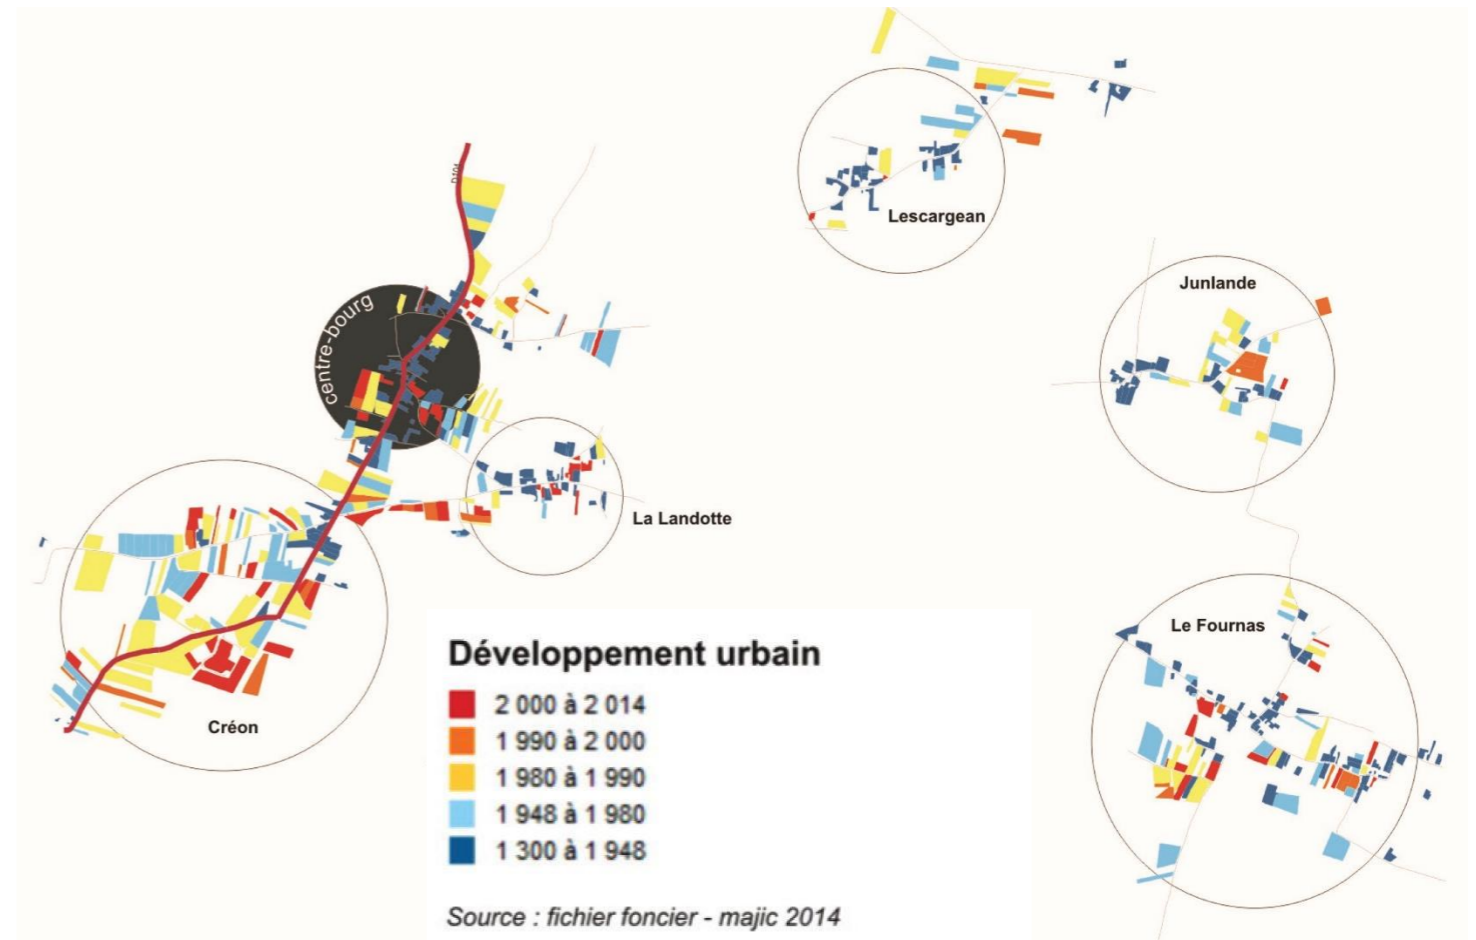 D104
centre-bourg
Lescargean
Junlande
La Landotte
Le Fournas
Créon
Développement urbain
2 000 à 2 014
1 990 à 2 000
1 980 à 1 990
1 948 à 1 980
1 300 à 1 948
Source : fichier foncier - majic 2014